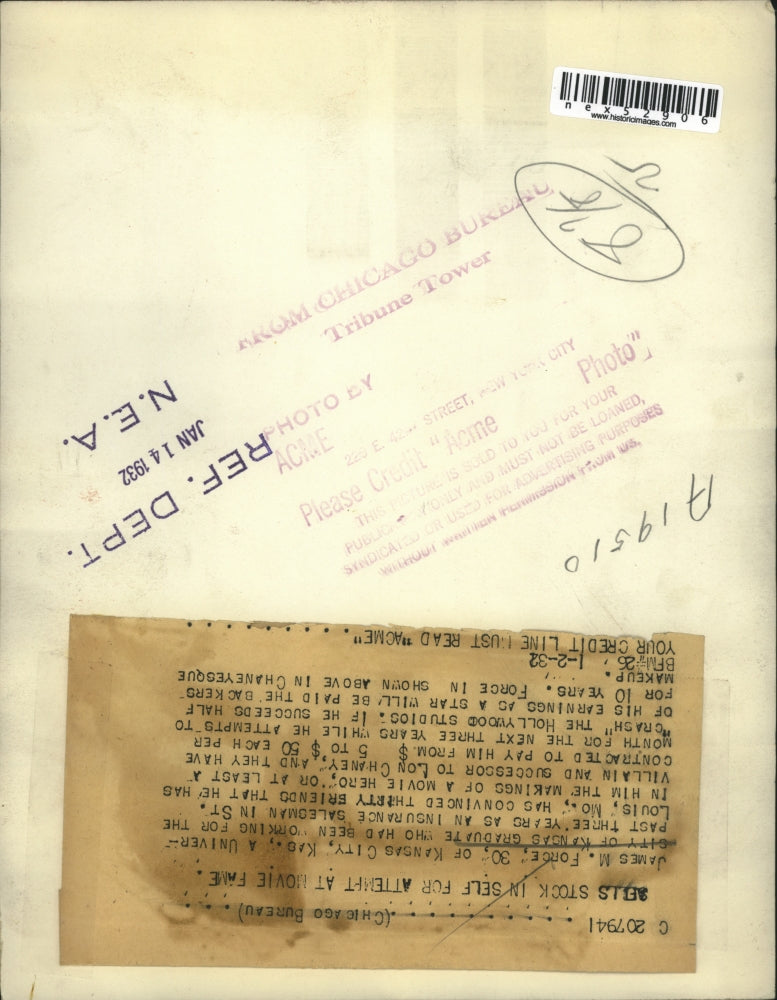 nex52906
www.historicimages.com
FROM CHICAGO BUREAU
Tribune Tower
N.E.A.
JAN 14 1932
REF. DEPT.
PHOTO BY
ACME
STREET, NEW YORK CITY
Please Credit "Acme Photo"
THIS PICTURE IS SOLD TO YOU FOR YOUR
ONLY AND MUST NOT BE LOANED,
SYNDICATED OR USED FOR ADVERTISING PURPOSES
WITHOUT WRITTEN PERMISSION FROM US.
A19510
C 207941 (CHICAGO BUREAU)
SELLS STOCK IN SELF FOR ATTEMPT AT MOVIE FAME
JAMES M. FORCE, 30, OF KANSAS CITY, KAS., A UNIVER-
SITY OF KANSAS GRADUATE WHO HAD BEEN WORKING FOR THE
PAST THREE YEARS AS AN INSURANCE SALESMAN IN ST.
LOUIS, MO., HAS CONVINCED THIRTY FRIENDS THAT HE HAS
IN HIM THE MAKINGS OF A MOVIE HERO, OR AT LEAST A
VILLAIN AND SUCCESSOR TO LON CHANEY, AND THEY HAVE
CONTRACTED TO PAY HIM FROM $ 5 TO $ 50 EACH PER
MONTH FOR THE NEXT THREE YEARS WHILE HE ATTEMPTS TO
"CRASH" THE HOLLYWOOD STUDIOS. IF HE SUCCEEDS HALF
OF HIS EARNINGS AS A STAR WILL BE PAID THE BACKERS
FOR 10 YEARS. FORCE IN SHOWN ABOVE IN CHANEYESQUE
MAKEUP.
BFM#26 1-2-32
YOUR CREDIT LINE MUST READ "ACME"